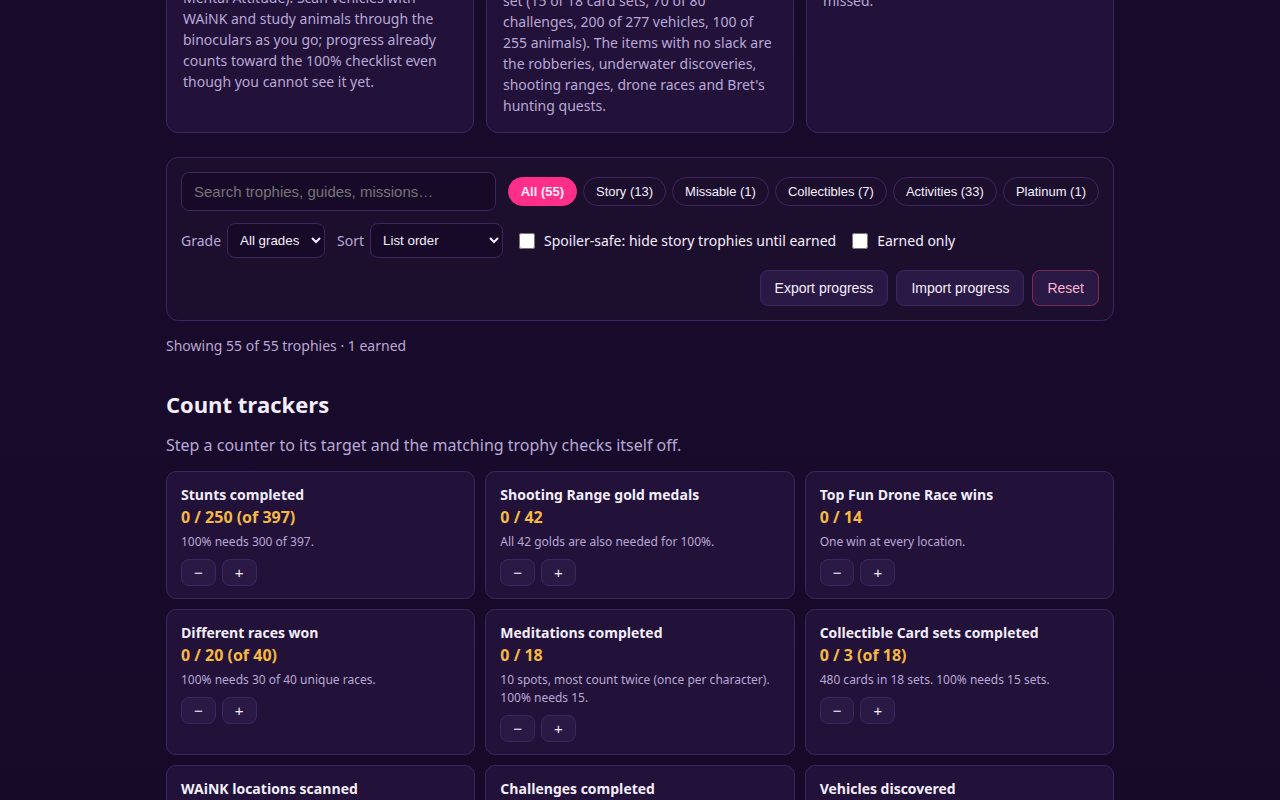 Mental Attitude). Scan vehicles with
WAiNK and study animals through the
binoculars as you go; progress already
counts toward the 100% checklist even
though you cannot see it yet.
set (15 of 18 card sets, 70 of 80
challenges, 200 of 277 vehicles, 100 of
255 animals). The items with no slack are
the robberies, underwater discoveries,
shooting ranges, drone races and Bret's
hunting quests.
missed.
Search trophies, guides, missions…
All (55)
Story (13)
Missable (1)
Collectibles (7)
Activities (33)
Platinum (1)
Grade
All grades
Sort
List order
Spoiler-safe: hide story trophies until earned
Earned only
Export progress
Import progress
Reset
Showing 55 of 55 trophies · 1 earned
Count trackers
Step a counter to its target and the matching trophy checks itself off.
Stunts completed
0 / 250 (of 397)
100% needs 300 of 397.
−
+
Shooting Range gold medals
0 / 42
All 42 golds are also needed for 100%.
−
+
Top Fun Drone Race wins
0 / 14
One win at every location.
−
+
Different races won
0 / 20 (of 40)
100% needs 30 of 40 unique races.
−
+
Meditations completed
0 / 18
10 spots, most count twice (once per character).
100% needs 15.
−
+
Collectible Card sets completed
0 / 3 (of 18)
480 cards in 18 sets. 100% needs 15 sets.
−
+
WAiNK locations scanned
Challenges completed
Vehicles discovered